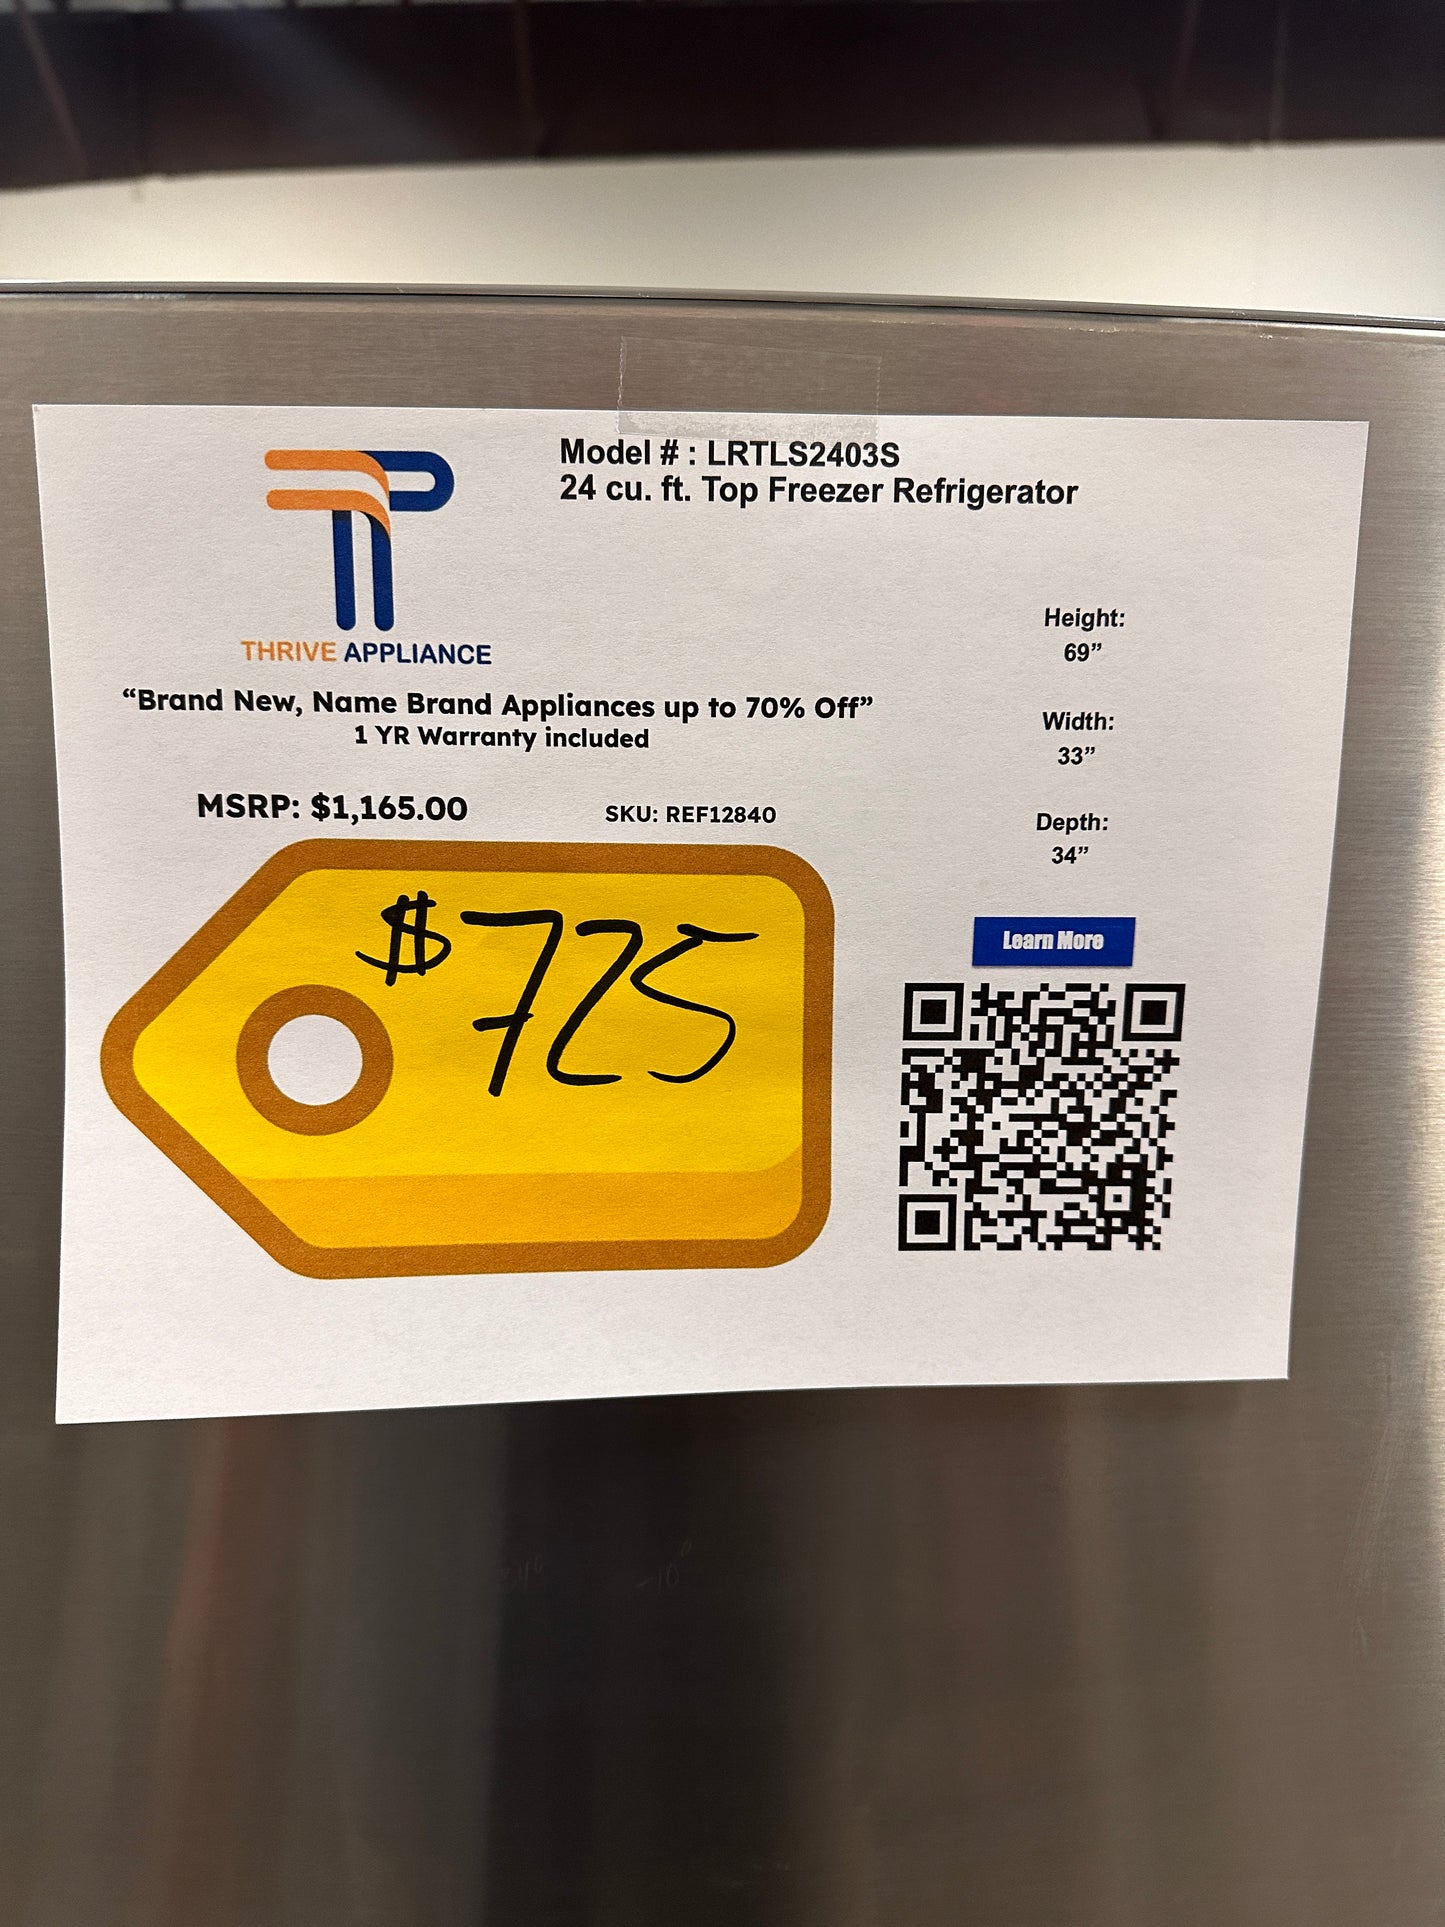 Model # : LRTLS2403S
24 cu. ft. Top Freezer Refrigerator
THRIVE APPLIANCE
“Brand New, Name Brand Appliances up to 70% Off”
1 YR Warranty included
MSRP: $1,165.00
SKU: REF12840
$725
Height:
69”
Width:
33”
Depth:
34”
Learn More